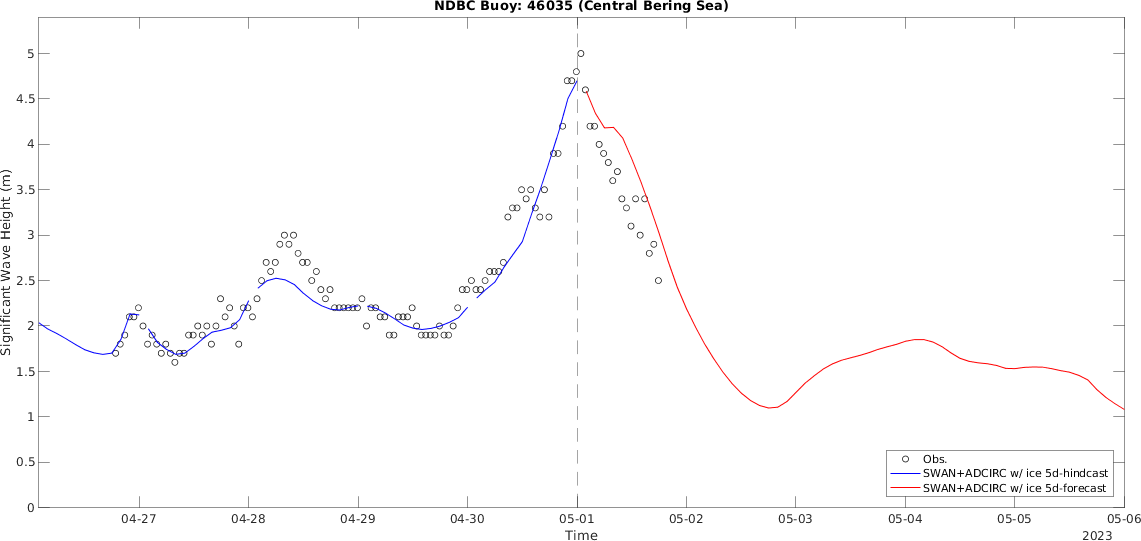 NDBC Buoy: 46035 (Central Bering Sea)
Significant Wave Height (m)
5
4.5
4
3.5
3
2.5
2
1.5
1
0.5
0
Obs.
SWAN+ADCIRC w/ ice 5d-hindcast
SWAN+ADCIRC w/ ice 5d-forecast
04-27 04-28 04-29 04-30 05-01 05-02 05-03 05-04 05-05 05-06
Time
2023